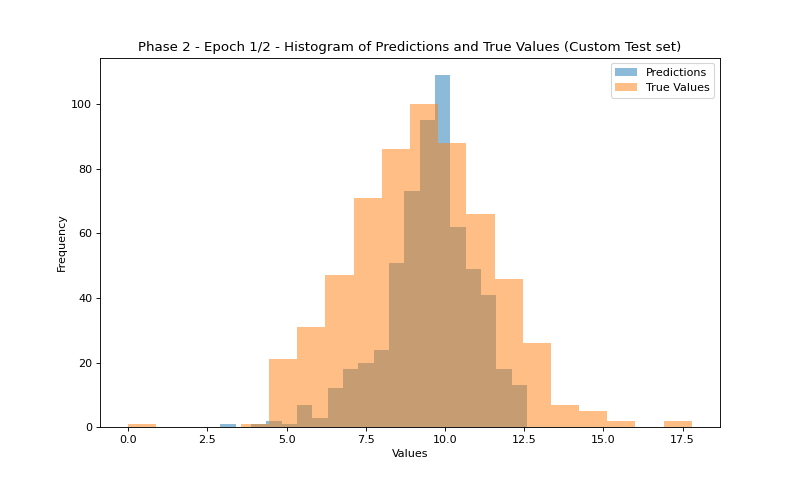 Phase 2 - Epoch 1/2 - Histogram of Predictions and True Values (Custom Test set)
Predictions
True Values
Frequency
100
80
60
40
20
0
0.0 2.5 5.0 7.5 10.0 12.5 15.0 17.5
Values